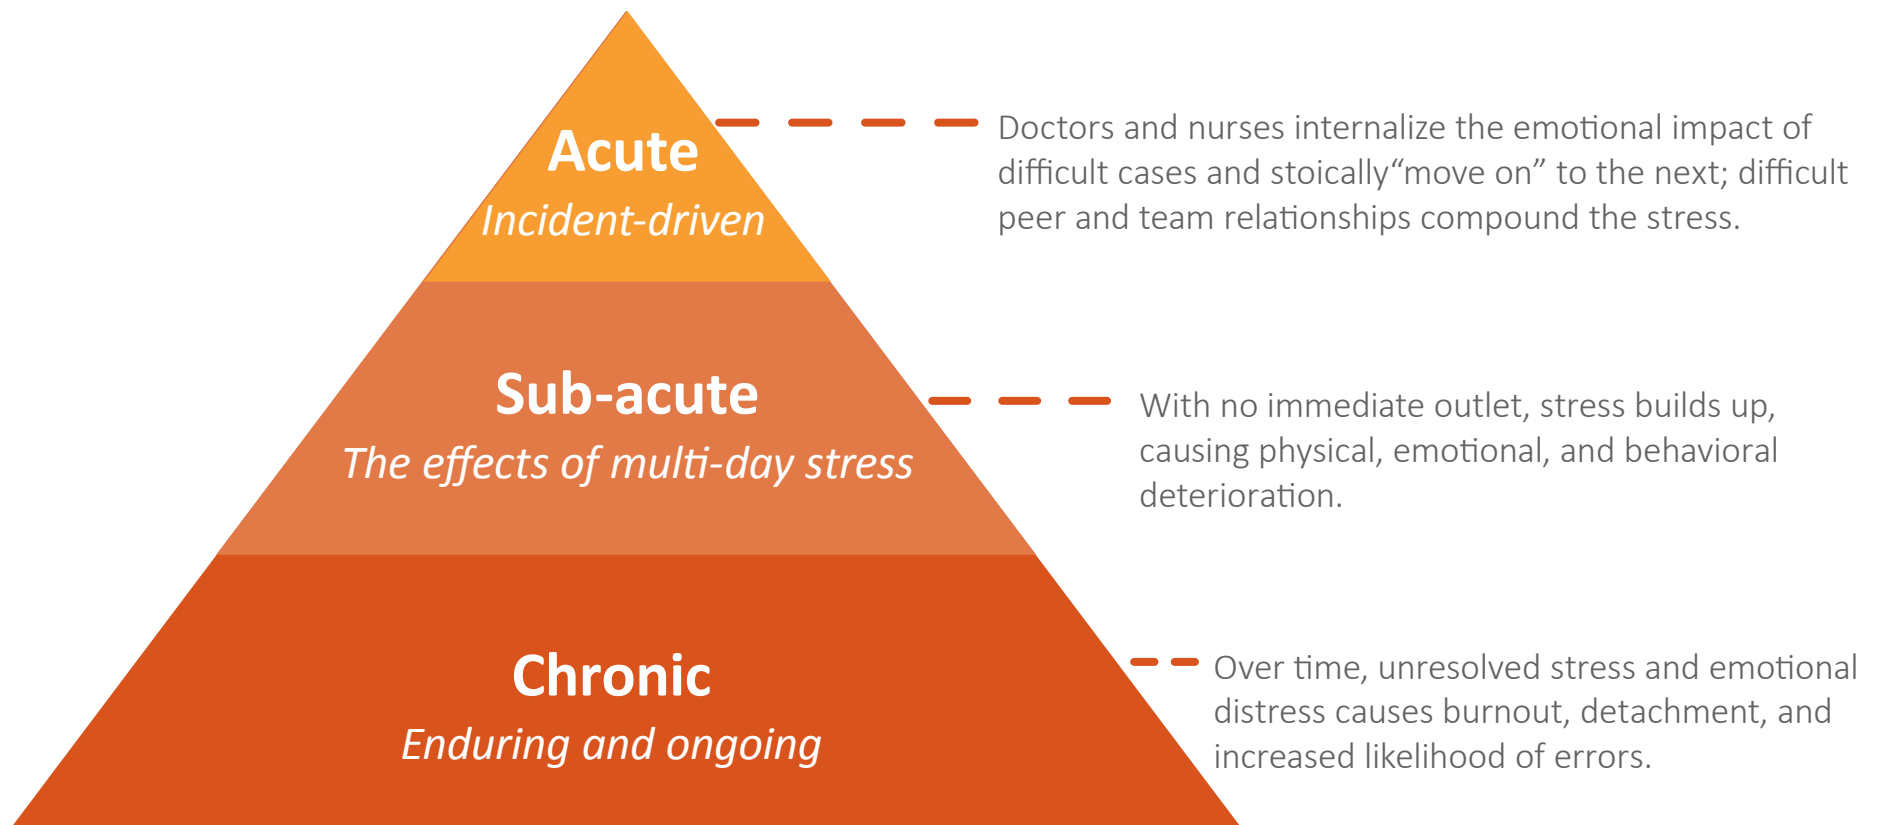 Acute
Incident-driven
Doctors and nurses internalize the emotional impact of
difficult cases and stoically“move on” to the next; difficult
peer and team relationships compound the stress.
Sub-acute
The effects of multi-day stress
With no immediate outlet, stress builds up,
causing physical, emotional, and behavioral
deterioration.
Chronic
Enduring and ongoing
Over time, unresolved stress and emotional
distress causes burnout, detachment, and
increased likelihood of errors.